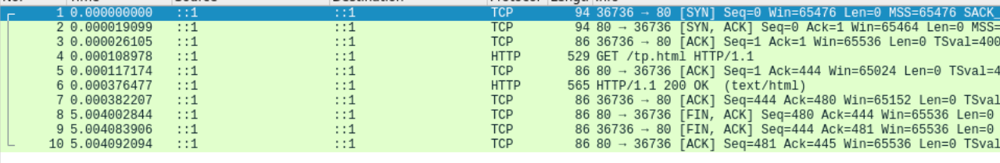 1 0.000000000 ::1 ::1 TCP 94 36736 → 80 [SYN] Seq=0 Win=65476 Len=0 MSS=65476 SACK_
2 0.000019099 ::1 ::1 TCP 94 80 → 36736 [SYN, ACK] Seq=0 Ack=1 Win=65464 Len=0 MSS=
3 0.000026105 ::1 ::1 TCP 86 36736 → 80 [ACK] Seq=1 Ack=1 Win=65536 Len=0 TSval=400
4 0.000108978 ::1 ::1 HTTP 529 GET /tp.html HTTP/1.1
5 0.000117174 ::1 ::1 TCP 86 80 → 36736 [ACK] Seq=1 Ack=444 Win=65024 Len=0 TSval=4
6 0.000376477 ::1 ::1 HTTP 565 HTTP/1.1 200 OK (text/html)
7 0.000382207 ::1 ::1 TCP 86 36736 → 80 [ACK] Seq=444 Ack=480 Win=65152 Len=0 TSval
8 5.004002844 ::1 ::1 TCP 86 80 → 36736 [FIN, ACK] Seq=480 Ack=444 Win=65536 Len=0
9 5.004083906 ::1 ::1 TCP 86 36736 → 80 [FIN, ACK] Seq=444 Ack=481 Win=65536 Len=0
10 5.004092094 ::1 ::1 TCP 86 80 → 36736 [ACK] Seq=481 Ack=445 Win=65536 Len=0 TSval